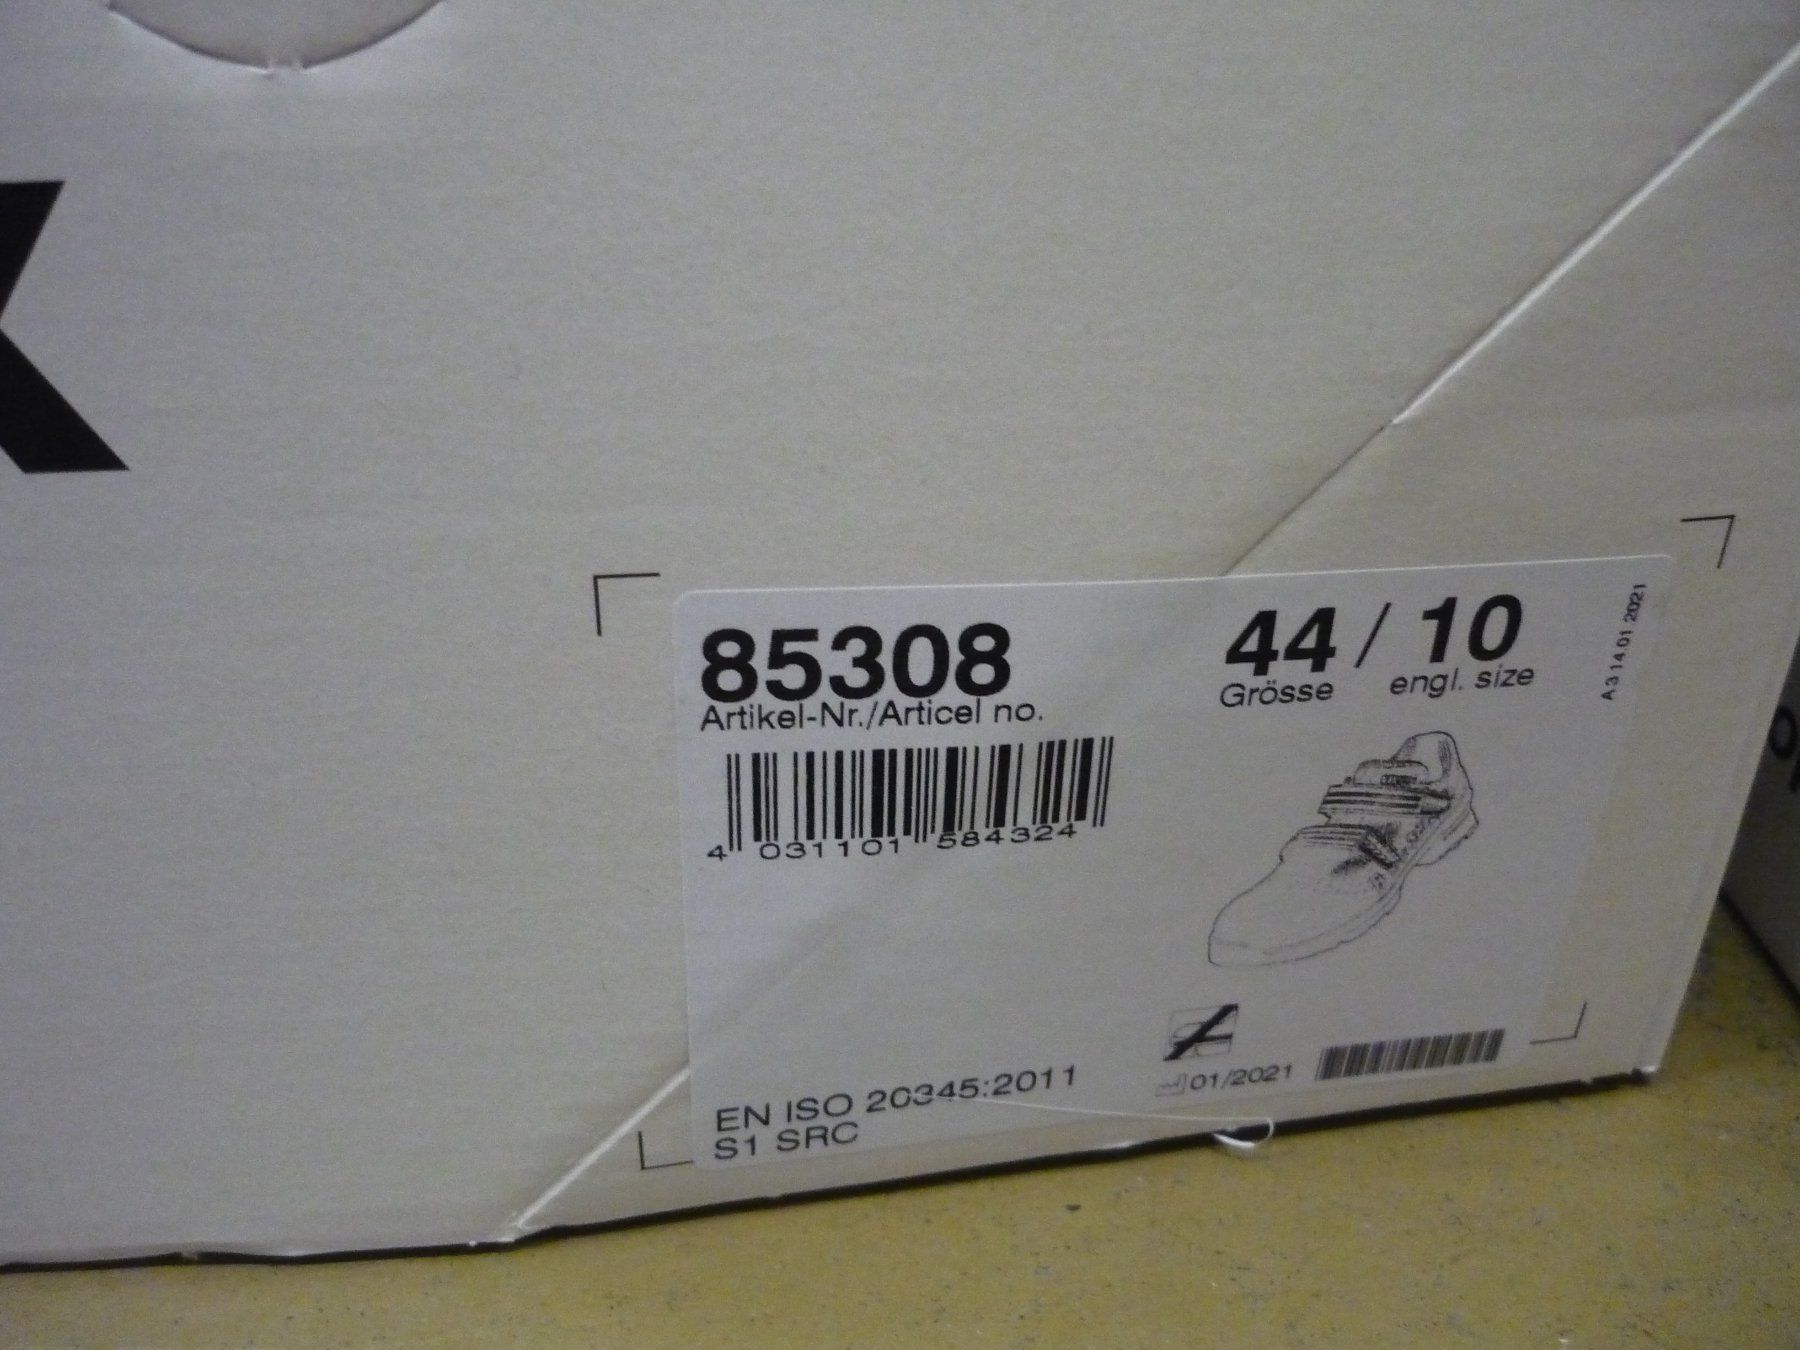 X
85308
Artikel-Nr./Articel no.
44 / 10
Grösse engl. size
A3 14.01.2021
4 031101 584324
01/2021
EN ISO 20345:2011
S1 SRC